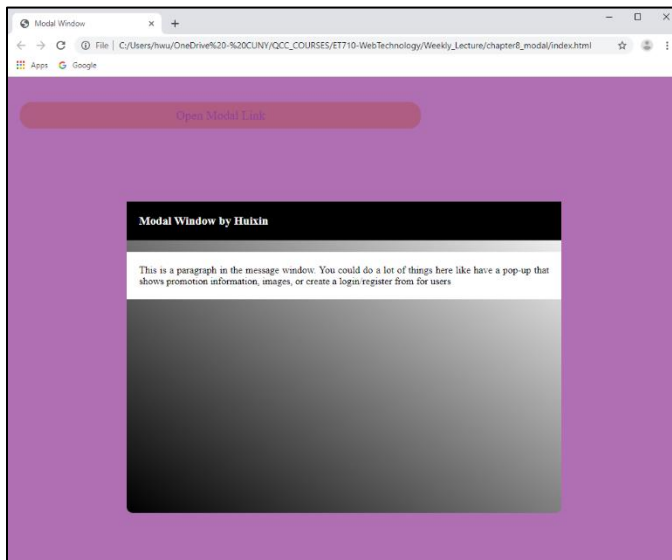 Modal Window
File | C:/Users/hwu/OneDrive%20-%20CUNY/QCC_COURSES/ET710-WebTechnology/Weekly_Lecture/chapter8_modal/index.html
Apps Google
Open Modal Link
Modal Window by Huixin
This is a paragraph in the message window. You could do a lot of things here like have a pop-up that
shows promotion information, images, or create a login/register from for users